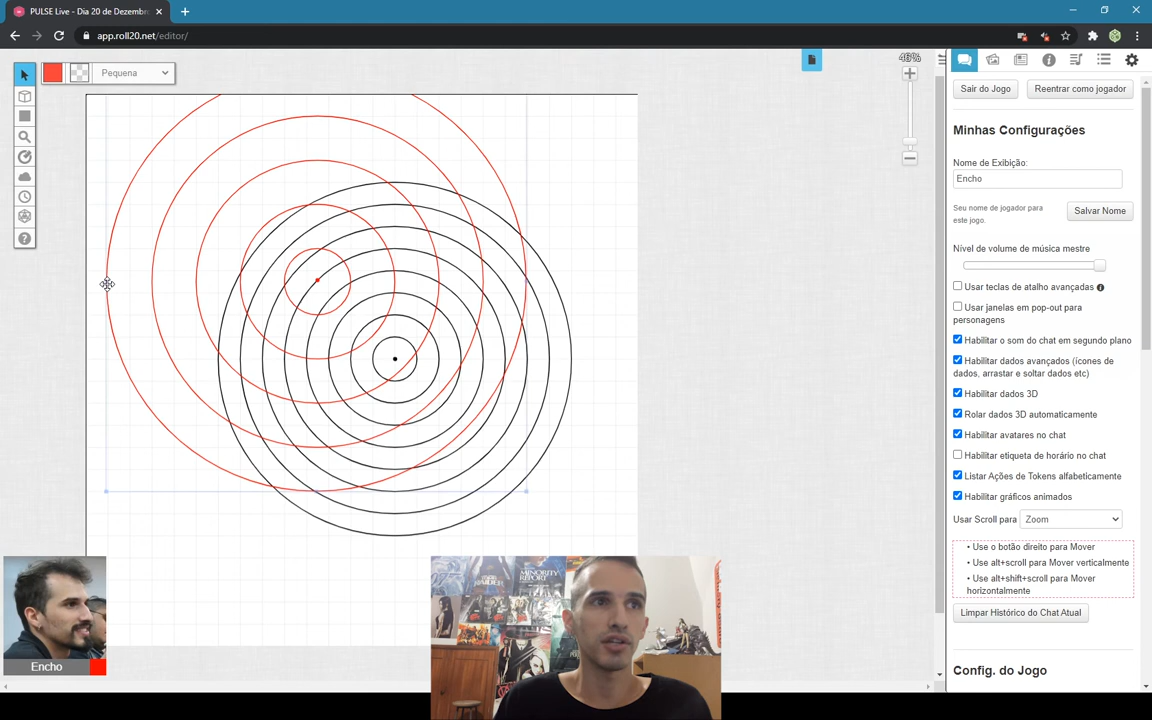 PULSE Live - Dia 20 de Dezembr
app.roll20.net/editor/
Pequena
46%
Sair do Jogo
Reentrar como jogador
Minhas Configurações
Nome de Exibição:
Encho
Seu nome de jogador para
este jogo.
Salvar Nome
Nível de volume de música mestre
Usar teclas de atalho avançadas
Usar janelas em pop-out para
personagens
Habilitar o som do chat em segundo plano
Habilitar dados avançados (ícones de
dados, arrastar e soltar dados etc)
Habilitar dados 3D
Rolar dados 3D automaticamente
Habilitar avatares no chat
Habilitar etiqueta de horário no chat
Listar Ações de Tokens alfabeticamente
Habilitar gráficos animados
Usar Scroll para
Zoom
• Use o botão direito para Mover
• Use alt+scroll para Mover verticalmente
• Use alt+shift+scroll para Mover
horizontalmente
Limpar Histórico do Chat Atual
Config. do Jogo
Encho
MINORITY
REPORT